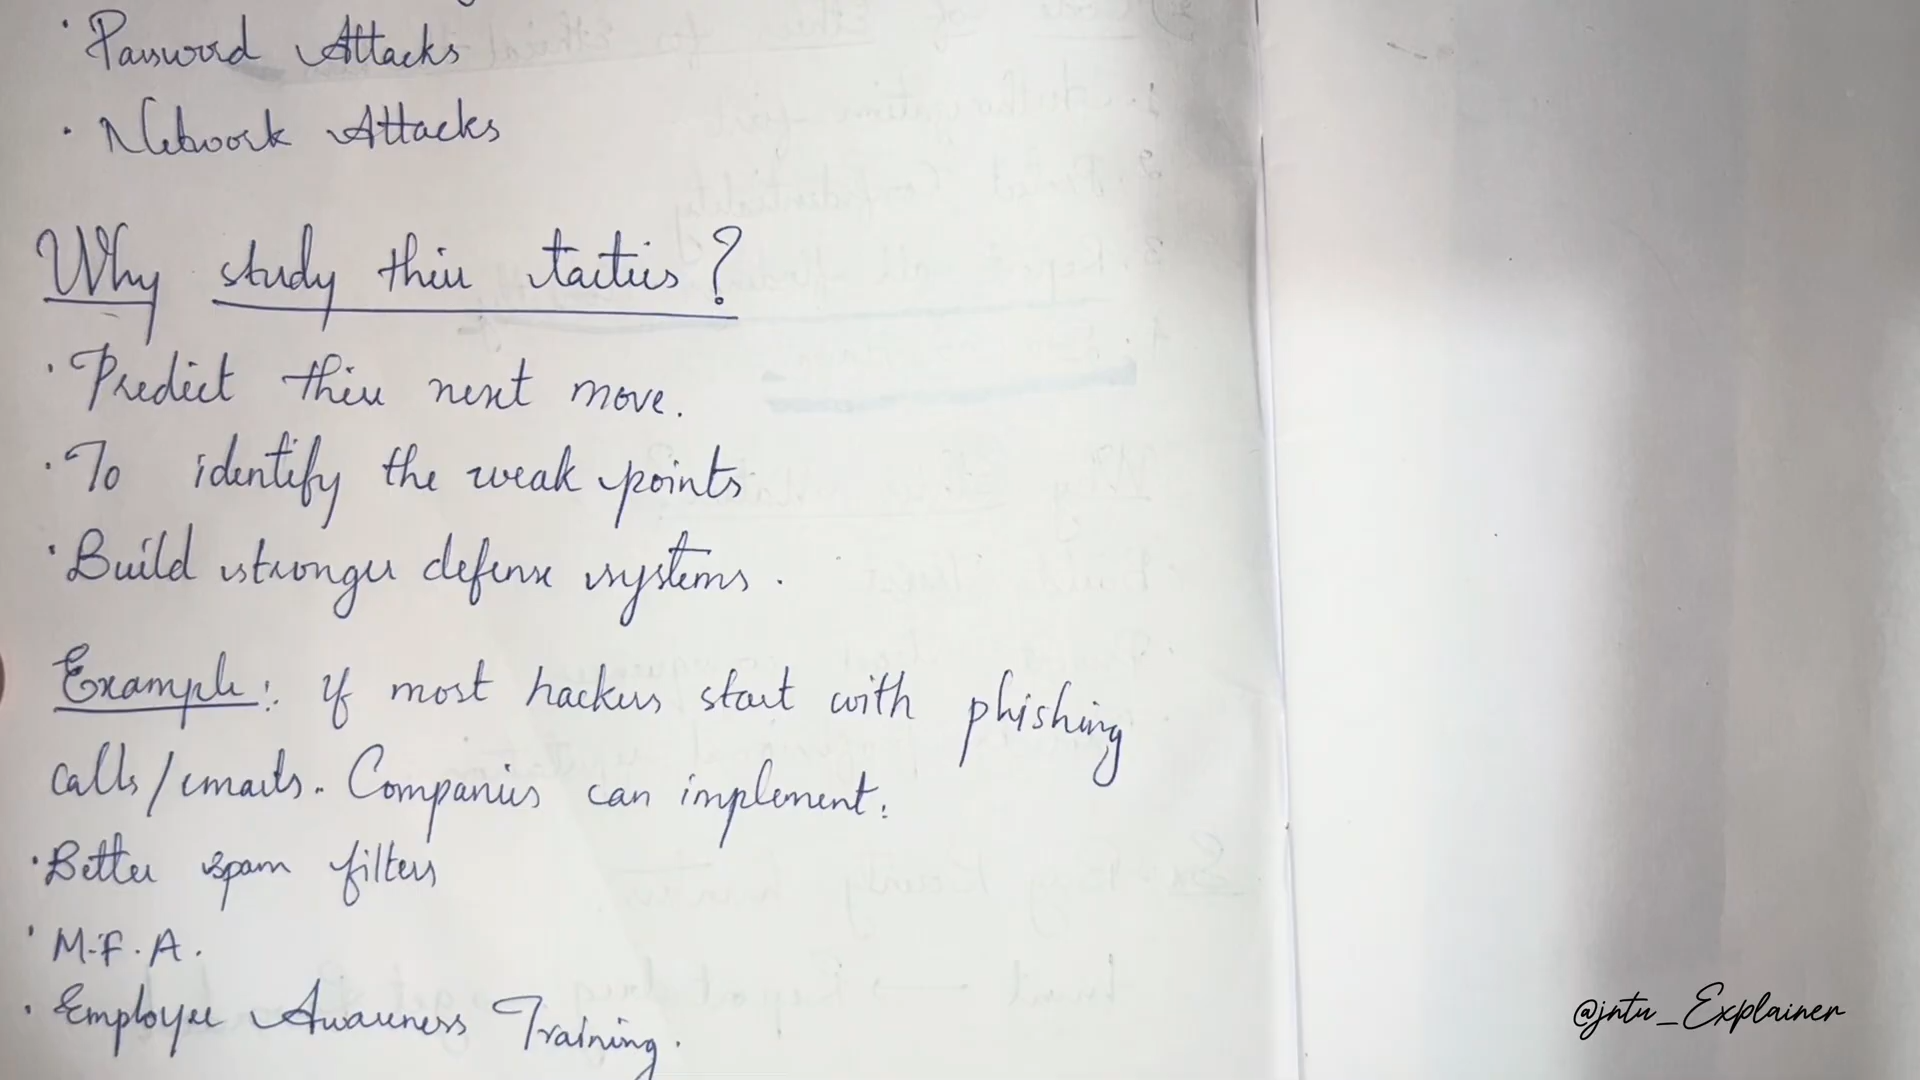 · Password Attacks
· Network Attacks
Why study their tactics?
· Predict their next move.
· To identify the weak points
· Build stronger defense systems.
Example:- if most hackers start with phishing
calls/emails. Companies can implement:
· Better spam filters
· M.F.A.
· Employee Awareness Training.
@jntu_Explainer